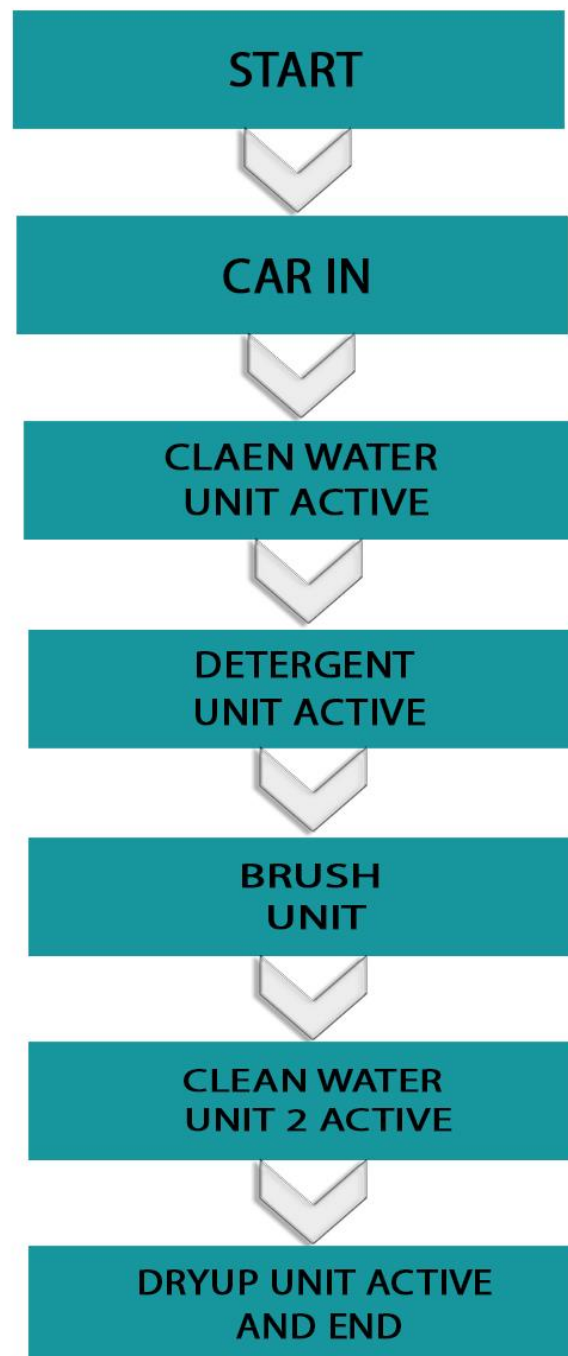 START
CAR IN
CLAEN WATER
UNIT ACTIVE
DETERGENT
UNIT ACTIVE
BRUSH
UNIT
CLEAN WATER
UNIT 2 ACTIVE
DRYUP UNIT ACTIVE
AND END